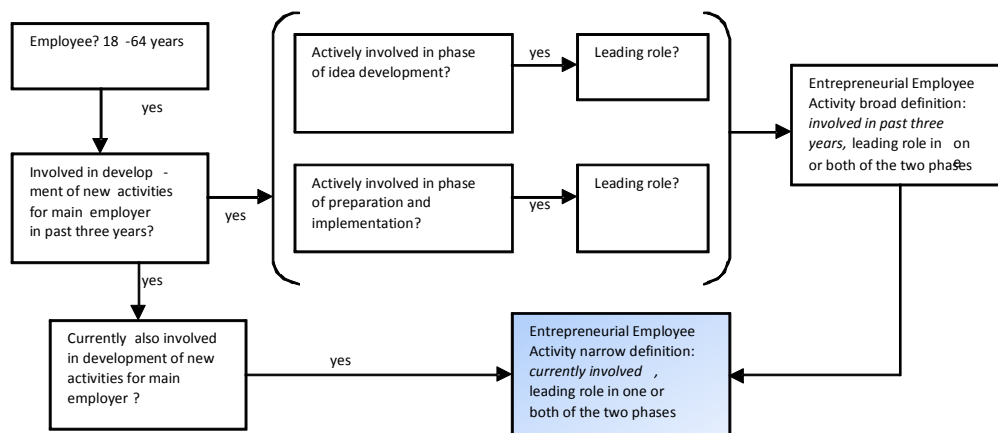 Employee? 18 -64 years
yes
Involved in develop -
ment of new activities
for main employer
in past three years?
yes
Actively involved in phase
of idea development?
yes
Leading role?
Actively involved in phase
of preparation and
implementation?
yes
Leading role?
Entrepreneurial Employee
Activity broad definition:
involved in past three
years, leading role in one
or both of the two phases
yes
Currently also involved
in development of new
activities for main
employer ?
yes
Entrepreneurial Employee
Activity narrow definition:
currently involved ,
leading role in one or
both of the two phases